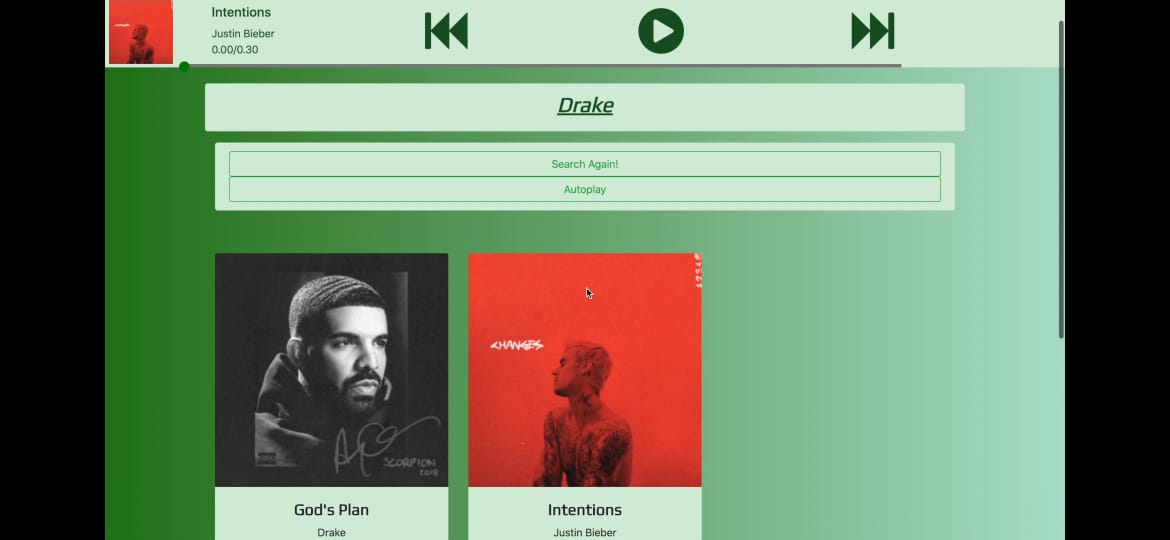 Intentions
Justin Bieber
0.00/0.30
Drake
Search Again!
Autoplay
CHANGES
SCORPION
2018
God's Plan
Drake
Intentions
Justin Bieber